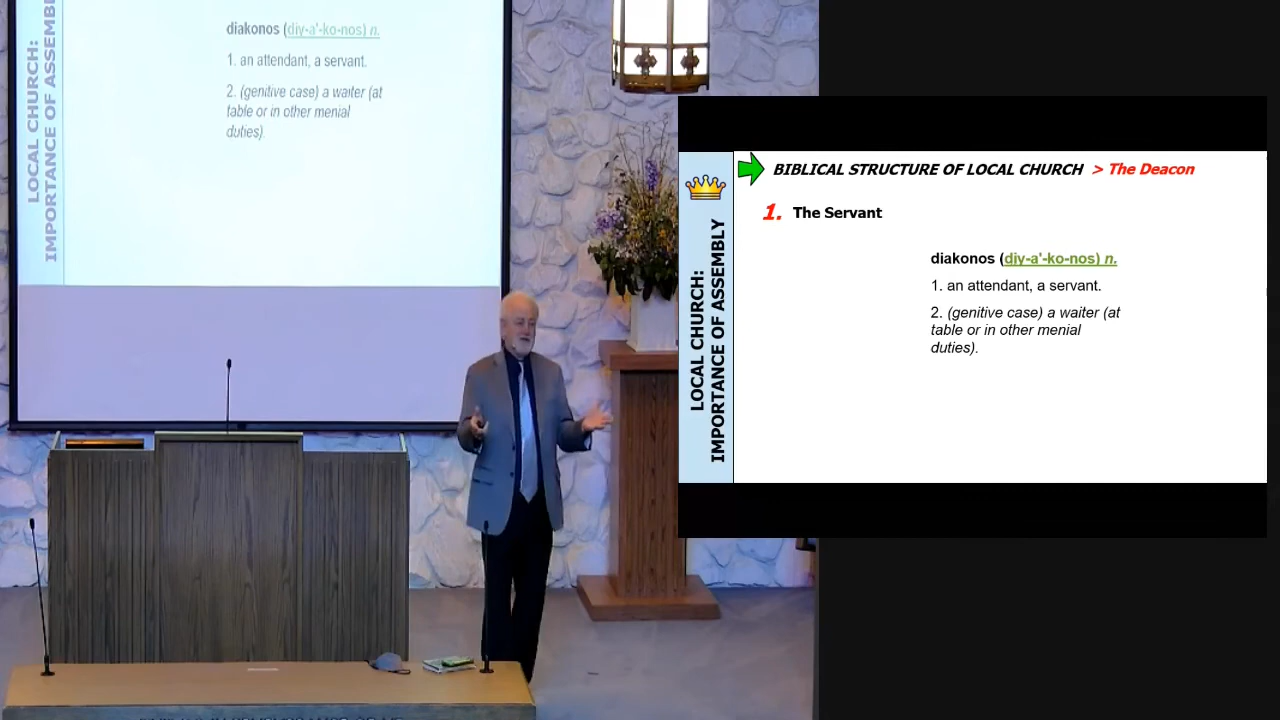 LOCAL CHURCH:
IMPORTANCE OF ASSEMBL
diakonos (diy-a'-ko-nos) n.
1. an attendant, a servant.
2. (genitive case) a waiter (at
table or in other menial
duties).
LOCAL CHURCH:
IMPORTANCE OF ASSEMBLY
BIBLICAL STRUCTURE OF LOCAL CHURCH > The Deacon
1. The Servant
diakonos (diy-a'-ko-nos) n.
1. an attendant, a servant.
2. (genitive case) a waiter (at
table or in other menial
duties).